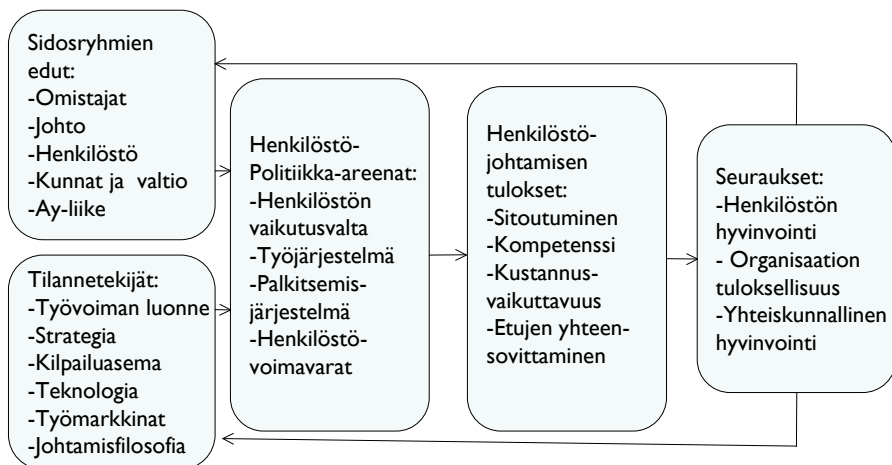 Sidosryhmien
edut:
-Omistajat
-Johto
-Henkilöstö
-Kunnat ja valtio
-Ay-liike
Tilannetekijät:
-Työvoiman luonne
-Strategia
-Kilpailuasema
-Teknologia
-Työmarkkinat
-Johtamisfilosofia
Henkilöstö-
Politiikka-areenat:
-Henkilöstön
vaikutusvalta
-Työjärjestelmä
-Palkitsemis-
järjestelmä
-Henkilöstö-
voimavarat
Henkilöstö-
johtamisen
tulokset:
-Sitoutuminen
-Kompetenssi
-Kustannus-
vaikuttavuus
-Etujen yhteen-
sovittaminen
Seuraukset:
-Henkilöstön
hyvinvointi
- Organisaation
tuloksellisuus
-Yhteiskunnallinen
hyvinvointi